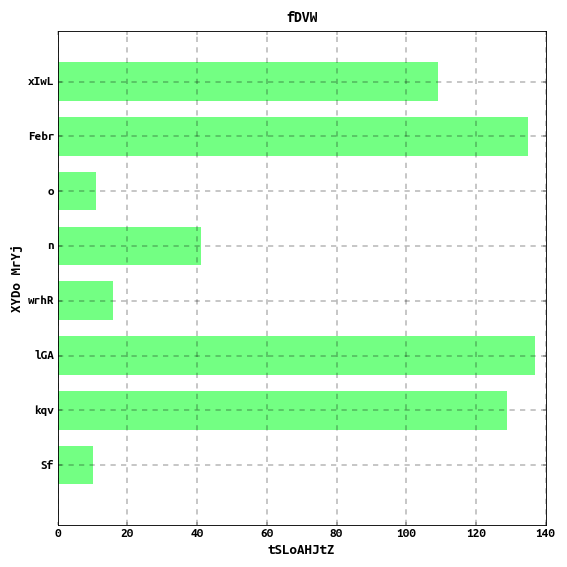 fDVW
xIwL
Febr
o
n
wrhR
lGA
kqv
Sf
XYDo MrYj
0 20 40 60 80 100 120 140
tSLoAHJtZ